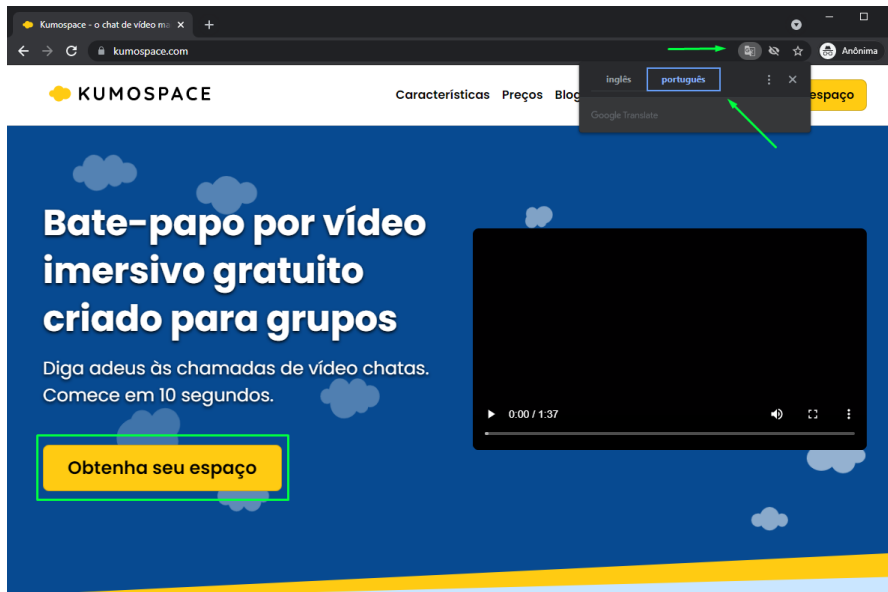 Kumospace - o chat de vídeo ma
kumospace.com
Anônima
inglês português
Google Translate
KUMOSPACE
Características Preços Blog
espaço
Bate-papo por vídeo
imersivo gratuito
criado para grupos
Diga adeus às chamadas de vídeo chatas.
Comece em 10 segundos.
0:00 / 1:37
Obtenha seu espaço